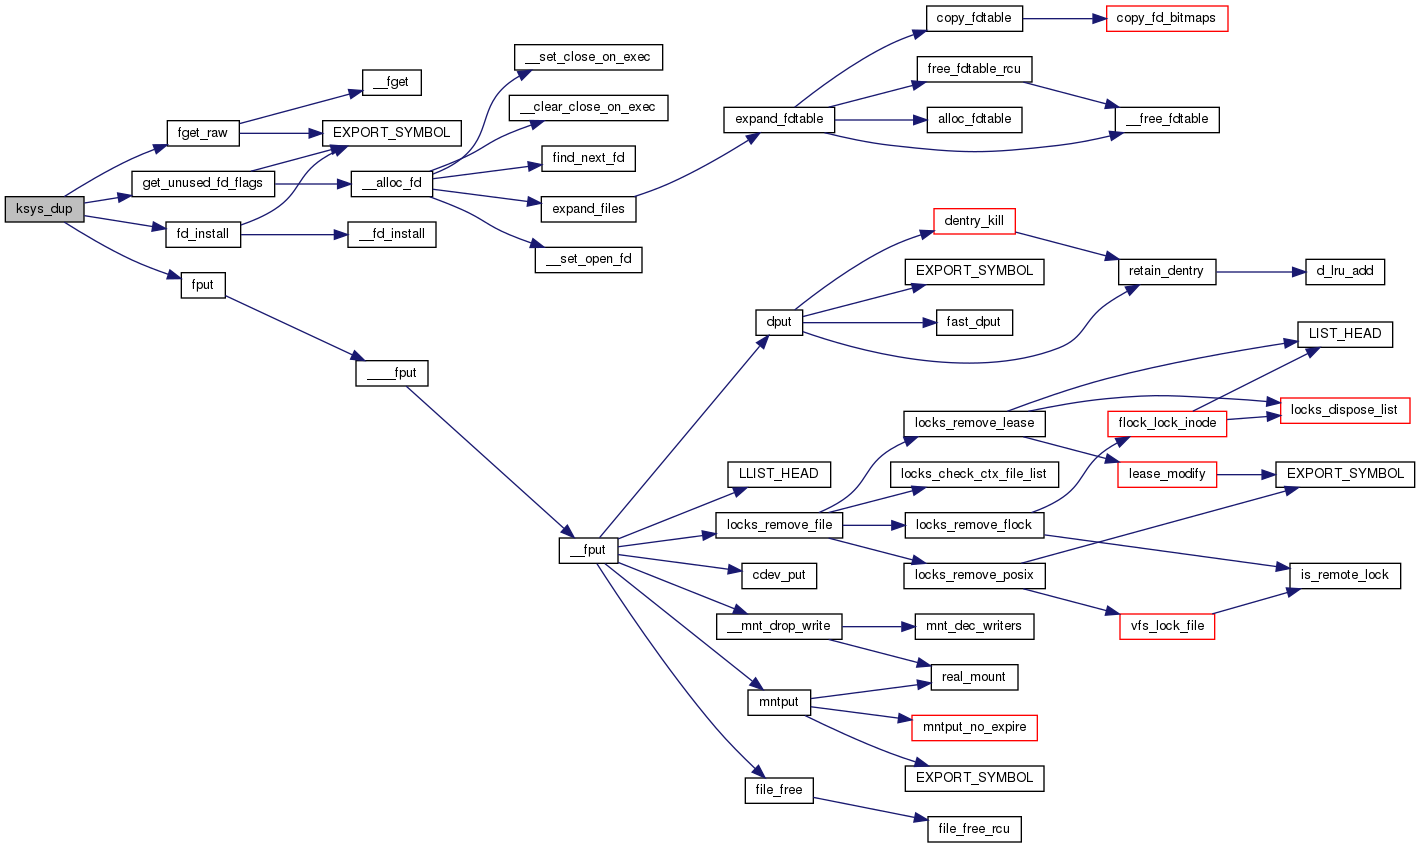 ksys_dup
fget_raw
get_unused_fd_flags
fd_install
fput
__fget
EXPORT_SYMBOL
__alloc_fd
__fd_install
____fput
__set_close_on_exec
__clear_close_on_exec
find_next_fd
expand_files
__set_open_fd
__fput
expand_fdtable
dput
LLIST_HEAD
locks_remove_file
cdev_put
__mnt_drop_write
mntput
file_free
copy_fdtable
free_fdtable_rcu
alloc_fdtable
dentry_kill
EXPORT_SYMBOL
fast_dput
locks_remove_lease
locks_check_ctx_file_list
locks_remove_flock
locks_remove_posix
mnt_dec_writers
real_mount
mntput_no_expire
EXPORT_SYMBOL
file_free_rcu
copy_fd_bitmaps
__free_fdtable
retain_dentry
flock_lock_inode
lease_modify
vfs_lock_file
d_lru_add
LIST_HEAD
locks_dispose_list
EXPORT_SYMBOL
is_remote_lock